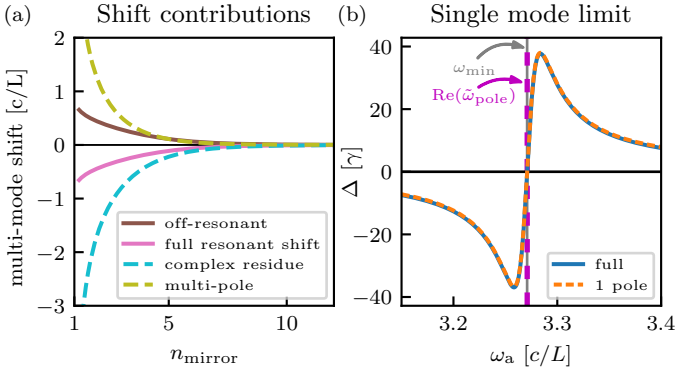 (a) Shift contributions
multi-mode shift [c/L]
2
1
0
−1
−2
−3
off-resonant
full resonant shift
complex residue
multi-pole
1 5 10
n_mirror
(b) Single mode limit
Δ [γ]
40
20
0
−20
−40
ω_min
Re(ω̃_pole)
full
1 pole
3.2 3.3 3.4
ω_a [c/L]